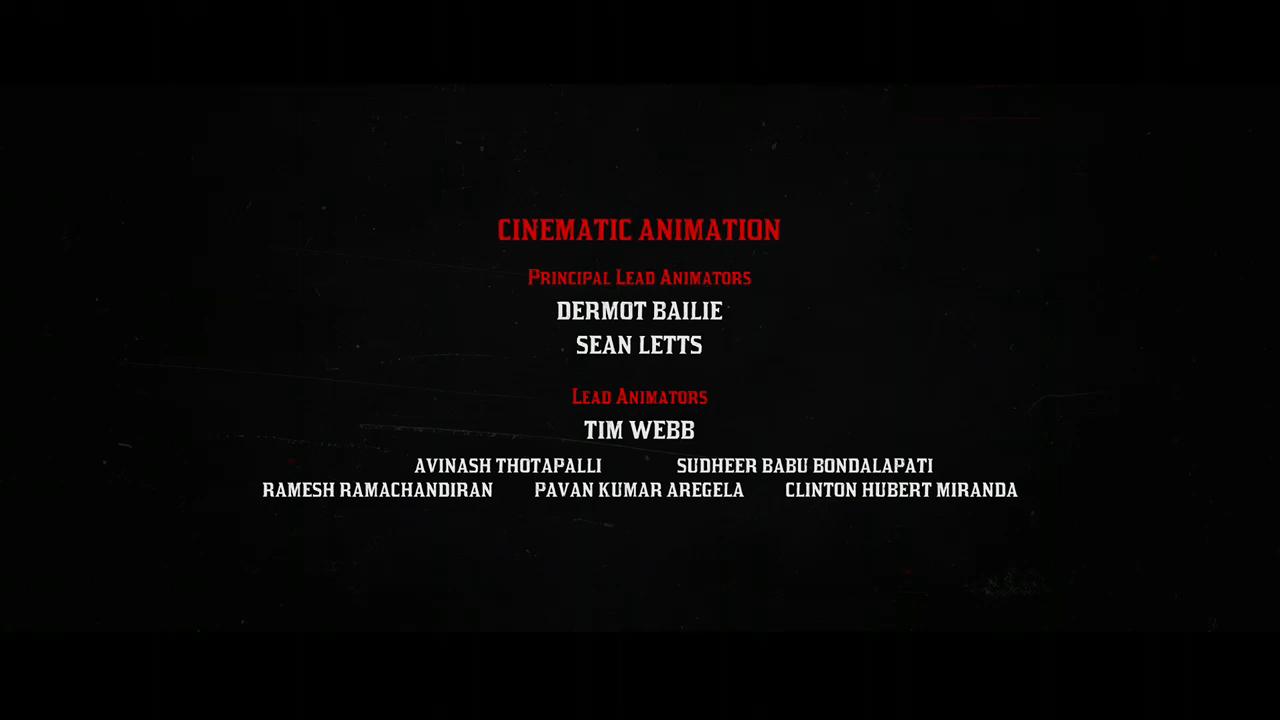 CINEMATIC ANIMATION
PRINCIPAL LEAD ANIMATORS
DERMOT BAILIE
SEAN LETTS
LEAD ANIMATORS
TIM WEBB
AVINASH THOTAPALLI SUDHEER BABU BONDALAPATI
RAMESH RAMACHANDIRAN PAVAN KUMAR AREGELA CLINTON HUBERT MIRANDA